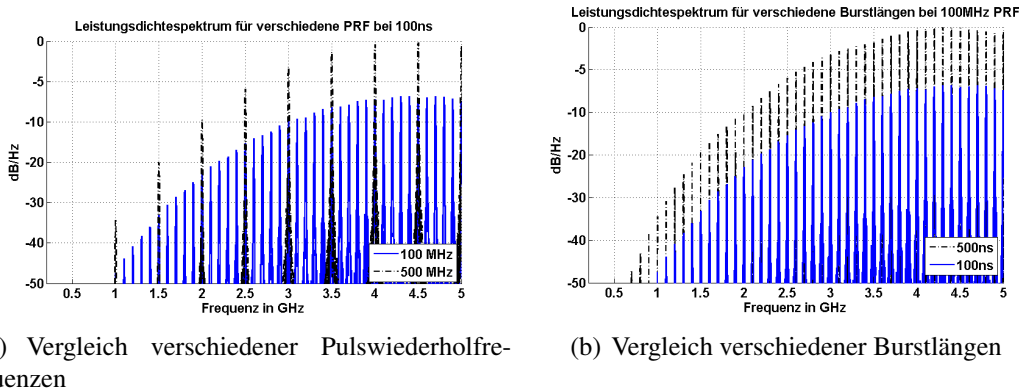 Leistungsdichtespektrum für verschiedene PRF bei 100ns
dB/Hz
0
-5
-10
-20
-30
-40
-50
0.5 1 1.5 2 2.5 3 3.5 4 4.5 5
Frequenz in GHz
100 MHz
500 MHz
Leistungsdichtespektrum für verschiedene Burstlängen bei 100MHz PRF
dB/Hz
0
-5
-10
-20
-30
-40
-50
0.5 1 1.5 2 2.5 3 3.5 4 4.5 5
Frequenz in GHz
500ns
100ns
) Vergleich verschiedener Pulswiederholfre-
uenzen
(b) Vergleich verschiedener Burstlängen